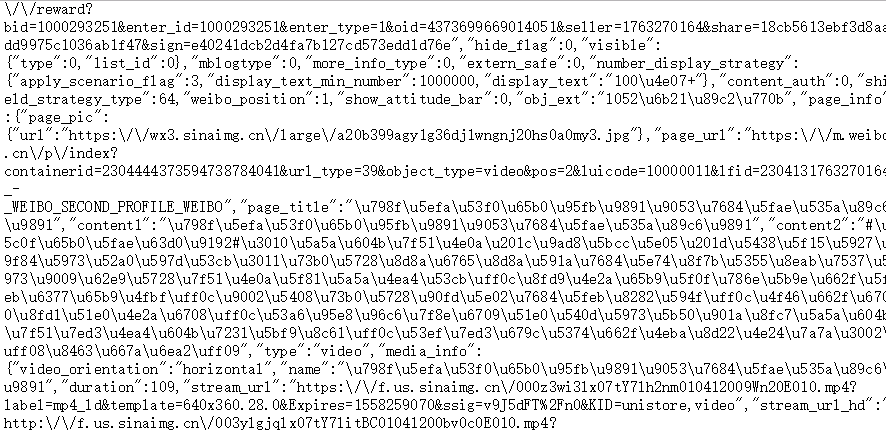 \/\/reward?
bid=1000293251&enter_id=1000293251&enter_type=1&oid=4373699669014051&seller=1763270164&share=18cb5613ebf3d8aa
dd9975c1036ab1f47&sign=e40241dcb2d4fa7b127cd573edd1d76e","hide_flag":0,"visible":
{"type":0,"list_id":0},"mblogtype":0,"more_info_type":0,"extern_safe":0,"number_display_strategy":
{"apply_scenario_flag":3,"display_text_min_number":1000000,"display_text":"100\u4e07+"},"content_auth":0,"shi
eld_strategy_type":64,"weibo_position":1,"show_attitude_bar":0,"obj_ext":"1052\u6b21\u89c2\u770b","page_info"
:{"page_pic":
{"url":"https:\/\/wx3.sinaimg.cn\/large\/a20b399agy1g36dj1wngnj20hs0a0my3.jpg"},"page_url":"https:\/\/m.weibo
.cn\/p\/index?
containerid=2304444373594738784041&url_type=39&object_type=video&pos=2&luicode=10000011&lfid=2304131763270164
_-
_WEIBO_SECOND_PROFILE_WEIBO","page_title":"\u798f\u5efa\u53f0\u65b0\u95fb\u9891\u9053\u7684\u5fae\u535a\u89c6
\u9891","content1":"\u798f\u5efa\u53f0\u65b0\u95fb\u9891\u9053\u7684\u5fae\u535a\u89c6\u9891","content2":"#\u
5c0f\u65b0\u5fae\u63d0\u9192#\u3010\u5a5a\u604b\u7f51\u4e0a\u201c\u9ad8\u5bcc\u5e05\u201d\u5438\u5f15\u5927\u
9f84\u5973\u52a0\u597d\u53cb\u3011\u73b0\u5728\u8d8a\u6765\u8d8a\u591a\u7684\u5e74\u8f7b\u5355\u8eab\u7537\u5
973\u9009\u62e9\u5728\u7f51\u4e0a\u5f81\u5a5a\u4ea4\u53cb\uff0c\u8fd9\u4e2a\u65b9\u5f0f\u786e\u5b9e\u662f\u5f
eb\u6377\u65b9\u4fbf\uff0c\u9002\u5408\u73b0\u5728\u90fd\u5e02\u7684\u5feb\u8282\u594f\uff0c\u4f46\u662f\u670
0\u8fd1\u51e0\u4e2a\u6708\uff0c\u53a6\u95e8\u96c6\u7f8e\u6709\u51e0\u540d\u5973\u5b50\u901a\u8fc7\u5a5a\u604b
\u7f51\u7ed3\u4ea4\u604b\u7231\u5bf9\u8c61\uff0c\u53ef\u7ed3\u679c\u5374\u662f\u4eba\u8d22\u4e24\u7a7a\u3002\
uff08\u8463\u667a\u6ea2\uff09","type":"video","media_info":
{"video_orientation":"horizontal","name":"\u798f\u5efa\u53f0\u65b0\u95fb\u9891\u9053\u7684\u5fae\u535a\u89c6\
u9891","duration":109,"stream_url":"https:\/\/f.us.sinaimg.cn\/000z3wi3lx07tY71h2nm010412009Wn20E010.mp4?
label=mp4_ld&template=640x360.28.0&Expires=1558259070&ssig=v9J5dFT%2Fn0&KID=unistore,video","stream_url_hd":"
http:\/\/f.us.sinaimg.cn\/003ylgjqlx07tY71itBC01041200bv0c0E010.mp4?